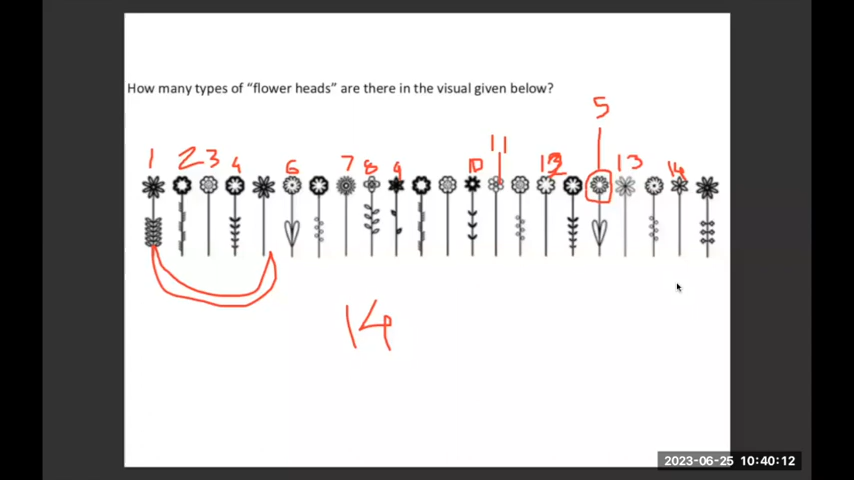 How many types of “flower heads” are there in the visual given below?
5
1 2 3 4 6 7 8 9 10 11 12 13 14
14
2023-06-25 10:40:12